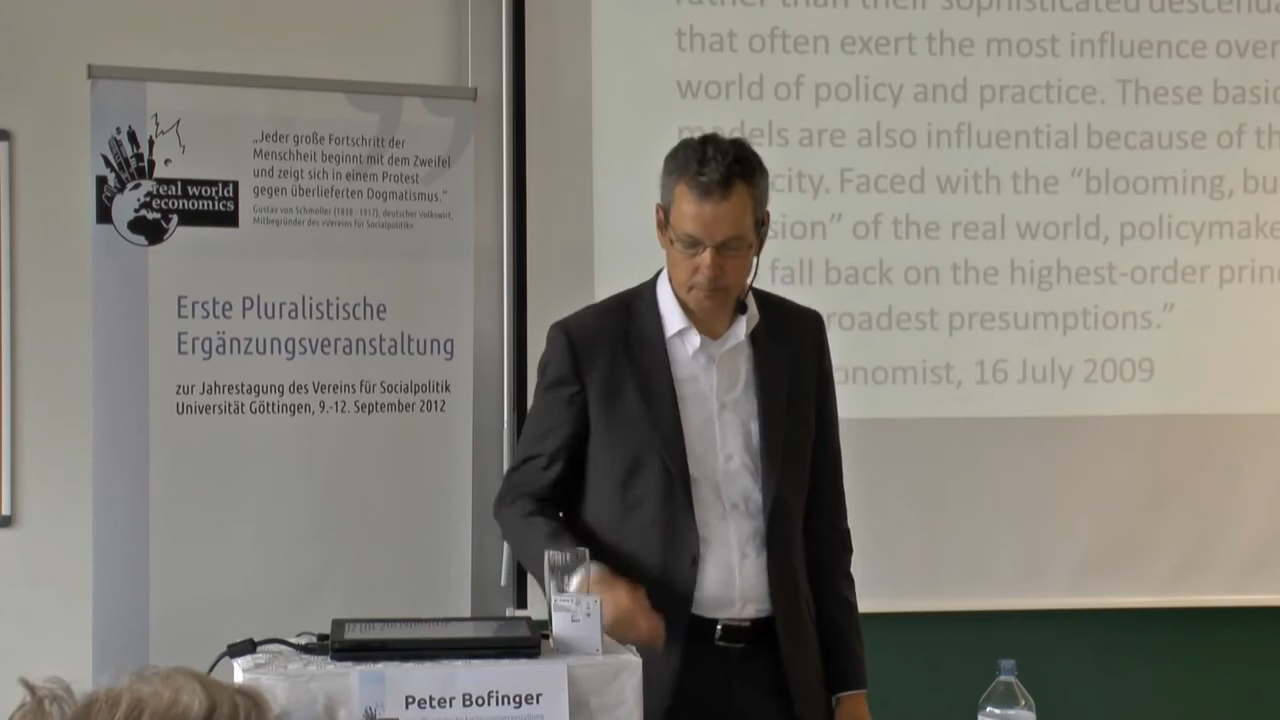 „Jeder große Fortschritt der
Menschheit beginnt mit dem Zweifel
und zeigt sich in einem Protest
gegen überlieferten Dogmatismus.“
Gustav von Schmoller (1838 - 1917), deutscher Volkswirt,
Mitbegründer des »Vereins für Socialpolitik«
real world
economics
Erste Pluralistische
Ergänzungsveranstaltung
zur Jahrestagung des Vereins für Socialpolitik
Universität Göttingen, 9.-12. September 2012
rather than their sophisticated descenda
that often exert the most influence over
world of policy and practice. These basic
models are also influential because of th
city. Faced with the “blooming, bu
sion” of the real world, policymake
fall back on the highest-order prin
roadest presumptions.”
onomist, 16 July 2009
Peter Bofinger